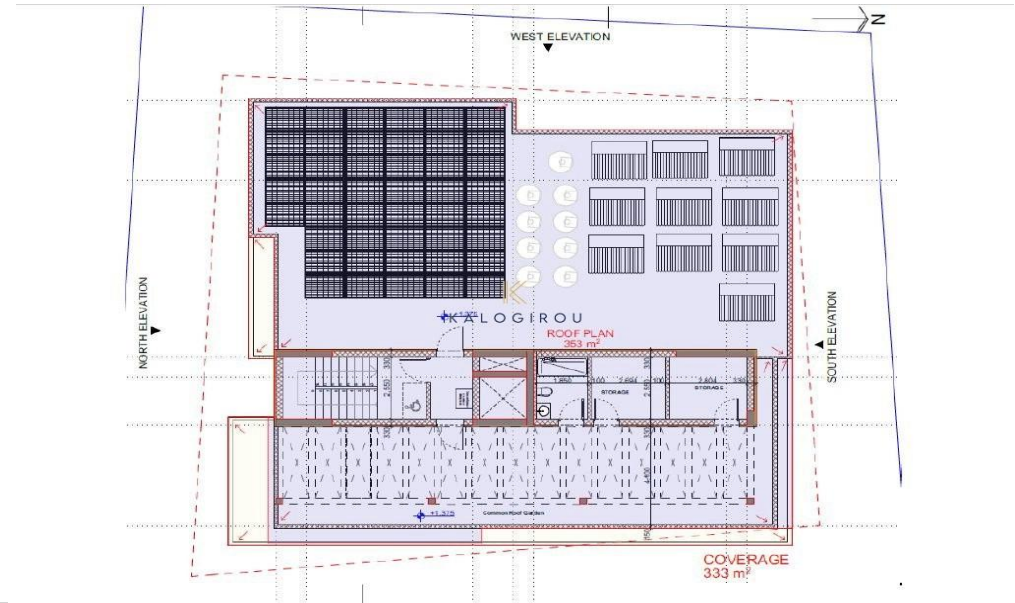 N
WEST ELEVATION
NORTH ELEVATION
SOUTH ELEVATION
KALOGIROU
ROOF PLAN
353 m²
STORAGE
STORAGE
Common Roof Garden
+1.375
COVERAGE
333 m²